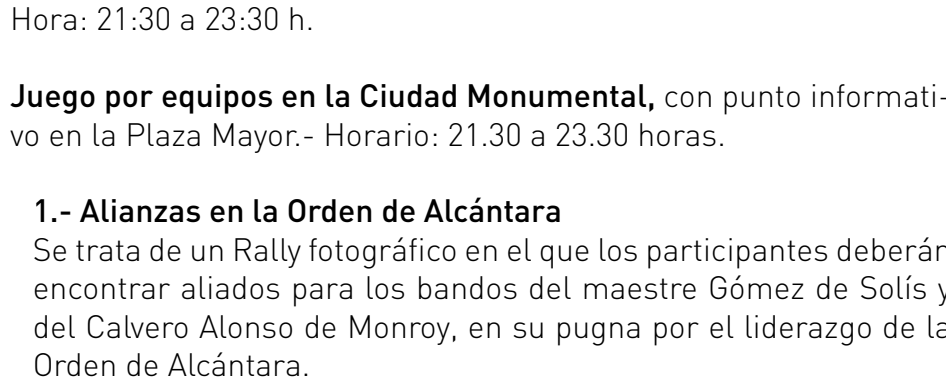 Hora: 21:30 a 23:30 h.
Juego por equipos en la Ciudad Monumental, con punto informati-
vo en la Plaza Mayor.- Horario: 21.30 a 23.30 horas.
1.- Alianzas en la Orden de Alcántara
Se trata de un Rally fotográfico en el que los participantes deberán
encontrar aliados para los bandos del maestre Gómez de Solís y
del Calvero Alonso de Monroy, en su pugna por el liderazgo de la
Orden de Alcántara.